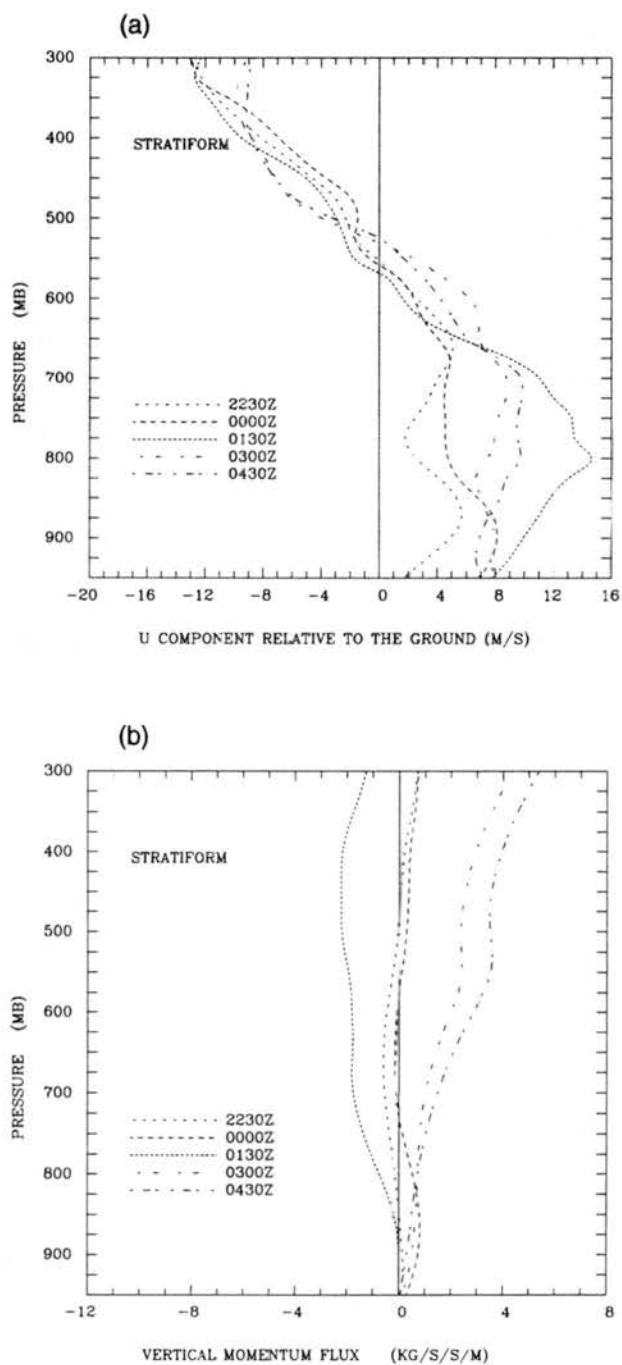 (a)
300
400
500
600
700
800
900
PRESSURE (MB)
STRATIFORM
2230Z
0000Z
0130Z
0300Z
0430Z
-20 -16 -12 -8 -4 0 4 8 12 16
U COMPONENT RELATIVE TO THE GROUND (M/S)
(b)
300
400
500
600
700
800
900
PRESSURE (MB)
STRATIFORM
2230Z
0000Z
0130Z
0300Z
0430Z
-12 -8 -4 0 4 8
VERTICAL MOMENTUM FLUX (KG/S/S/M)